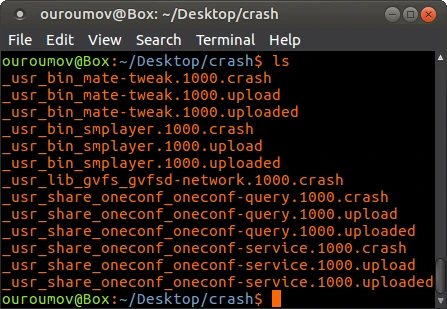 ouroumov@Box: ~/Desktop/crash
File Edit View Search Terminal Help
ouroumov@Box:~/Desktop/crash$ ls
_usr_bin_mate-tweak.1000.crash
_usr_bin_mate-tweak.1000.upload
_usr_bin_mate-tweak.1000.uploaded
_usr_bin_smplayer.1000.crash
_usr_bin_smplayer.1000.upload
_usr_bin_smplayer.1000.uploaded
_usr_lib_gvfs_gvfsd-network.1000.crash
_usr_share_oneconf_oneconf-query.1000.crash
_usr_share_oneconf_oneconf-query.1000.upload
_usr_share_oneconf_oneconf-query.1000.uploaded
_usr_share_oneconf_oneconf-service.1000.crash
_usr_share_oneconf_oneconf-service.1000.upload
_usr_share_oneconf_oneconf-service.1000.uploaded
ouroumov@Box:~/Desktop/crash$